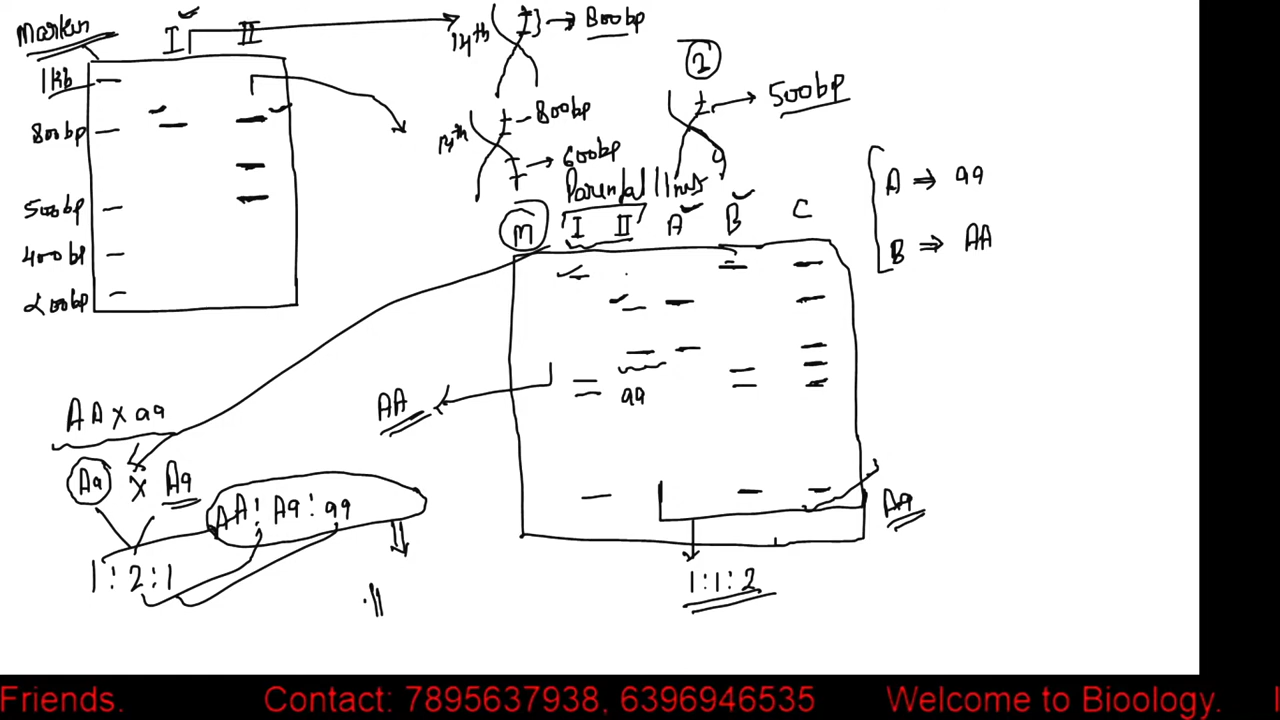 Marker
I II
1kb
800bp
500bp
400bp
200bp
14th
800bp
14th
800bp
600bp
1
500bp
A ⇒ aa
B ⇒ AA
Parental lines
M I II A B C
AA
aa
Aa
1:1:2
AA x aa
Aa x Aa
AA : Aa : aa
1 : 2 : 1
Friends. Contact: 7895637938, 6396946535 Welcome to Bioology.